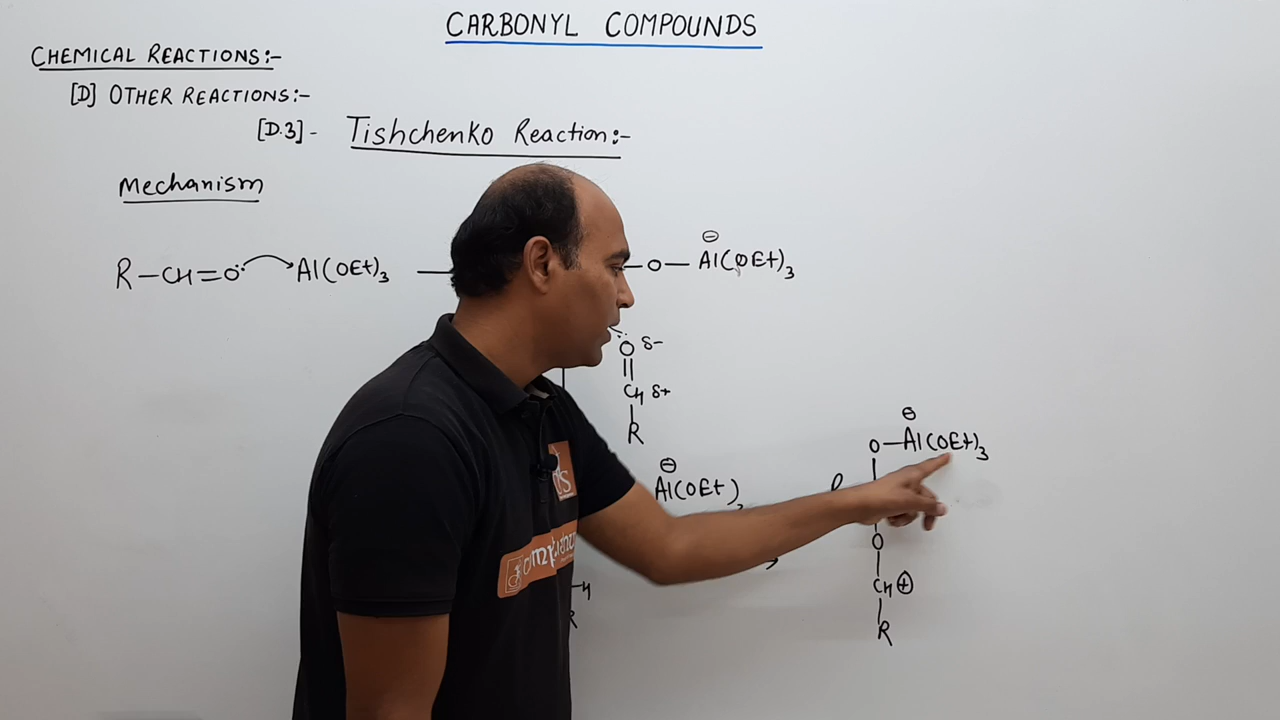 CARBONYL COMPOUNDS
CHEMICAL REACTIONS:-
[D] OTHER REACTIONS:-
[D.3]- Tishchenko Reaction:-
Mechanism
R—CH=O Al(OEt)3 — —O—Al(OEt)3
⊖
O δ-
CH δ+
R
⊖
Al(OEt)
⊖
O—Al(OEt)3
O
CH ⊕
R
—H
R